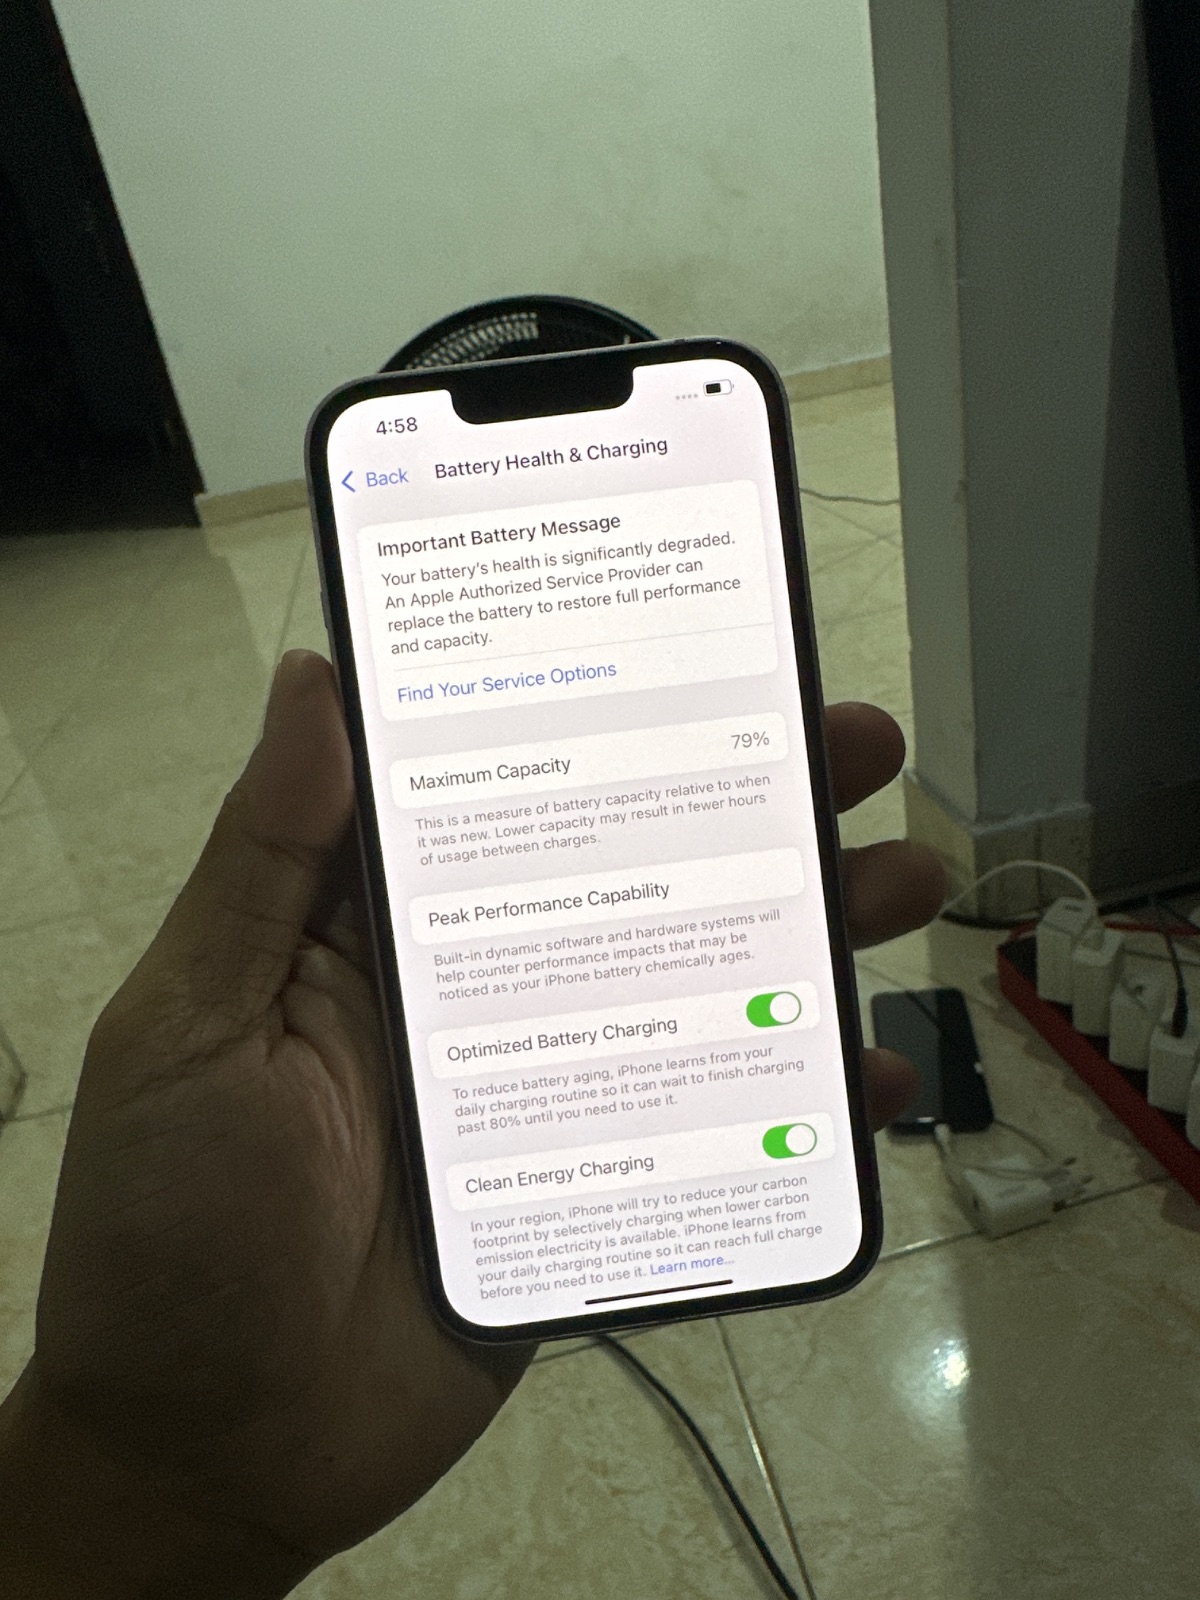 4:58
Back
Battery Health & Charging
Important Battery Message
Your battery's health is significantly degraded.
An Apple Authorized Service Provider can
replace the battery to restore full performance
and capacity.
Find Your Service Options
Maximum Capacity 79%
This is a measure of battery capacity relative to when
it was new. Lower capacity may result in fewer hours
of usage between charges.
Peak Performance Capability
Built-in dynamic software and hardware systems will
help counter performance impacts that may be
noticed as your iPhone battery chemically ages.
Optimized Battery Charging
To reduce battery aging, iPhone learns from your
daily charging routine so it can wait to finish charging
past 80% until you need to use it.
Clean Energy Charging
In your region, iPhone will try to reduce your carbon
footprint by selectively charging when lower carbon
emission electricity is available. iPhone learns from
your daily charging routine so it can reach full charge
before you need to use it. Learn more...